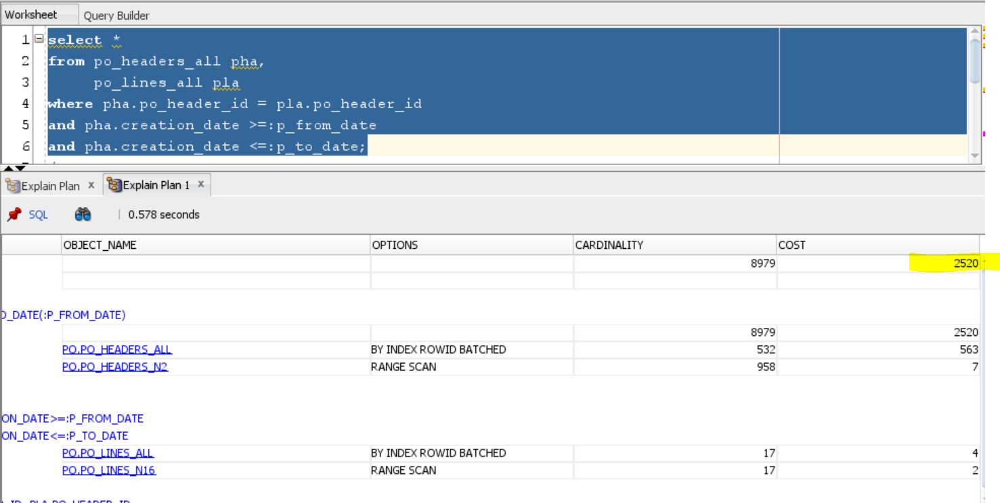 Worksheet Query Builder
1 select *
2 from po_headers_all pha,
3 po_lines_all pla
4 where pha.po_header_id = pla.po_header_id
5 and pha.creation_date >=:p_from_date
6 and pha.creation_date <=:p_to_date;
Explain Plan x Explain Plan 1 x
SQL | 0.578 seconds
OBJECT_NAME OPTIONS CARDINALITY COST
8979 2520
D_DATE(:P_FROM_DATE)
8979 2520
PO.PO_HEADERS_ALL BY INDEX ROWID BATCHED 532 563
PO.PO_HEADERS_N2 RANGE SCAN 958 7
ON_DATE>=:P_FROM_DATE
ON_DATE<=:P_TO_DATE
PO.PO_LINES_ALL BY INDEX ROWID BATCHED 17 4
PO.PO_LINES_N16 RANGE SCAN 17 2